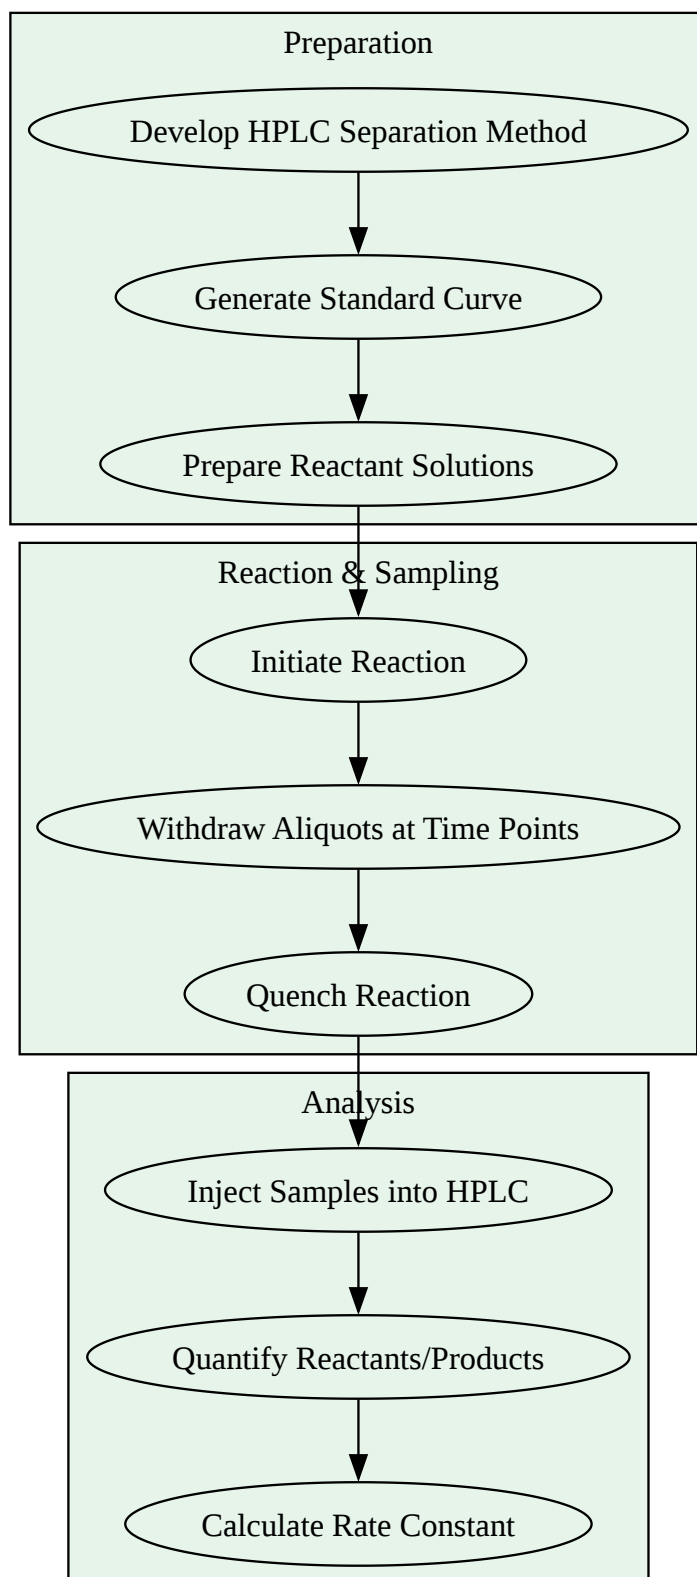 Preparation
Develop HPLC Separation Method
Generate Standard Curve
Prepare Reactant Solutions
Reaction & Sampling
Initiate Reaction
Withdraw Aliquots at Time Points
Quench Reaction
Analysis
Inject Samples into HPLC
Quantify Reactants/Products
Calculate Rate Constant